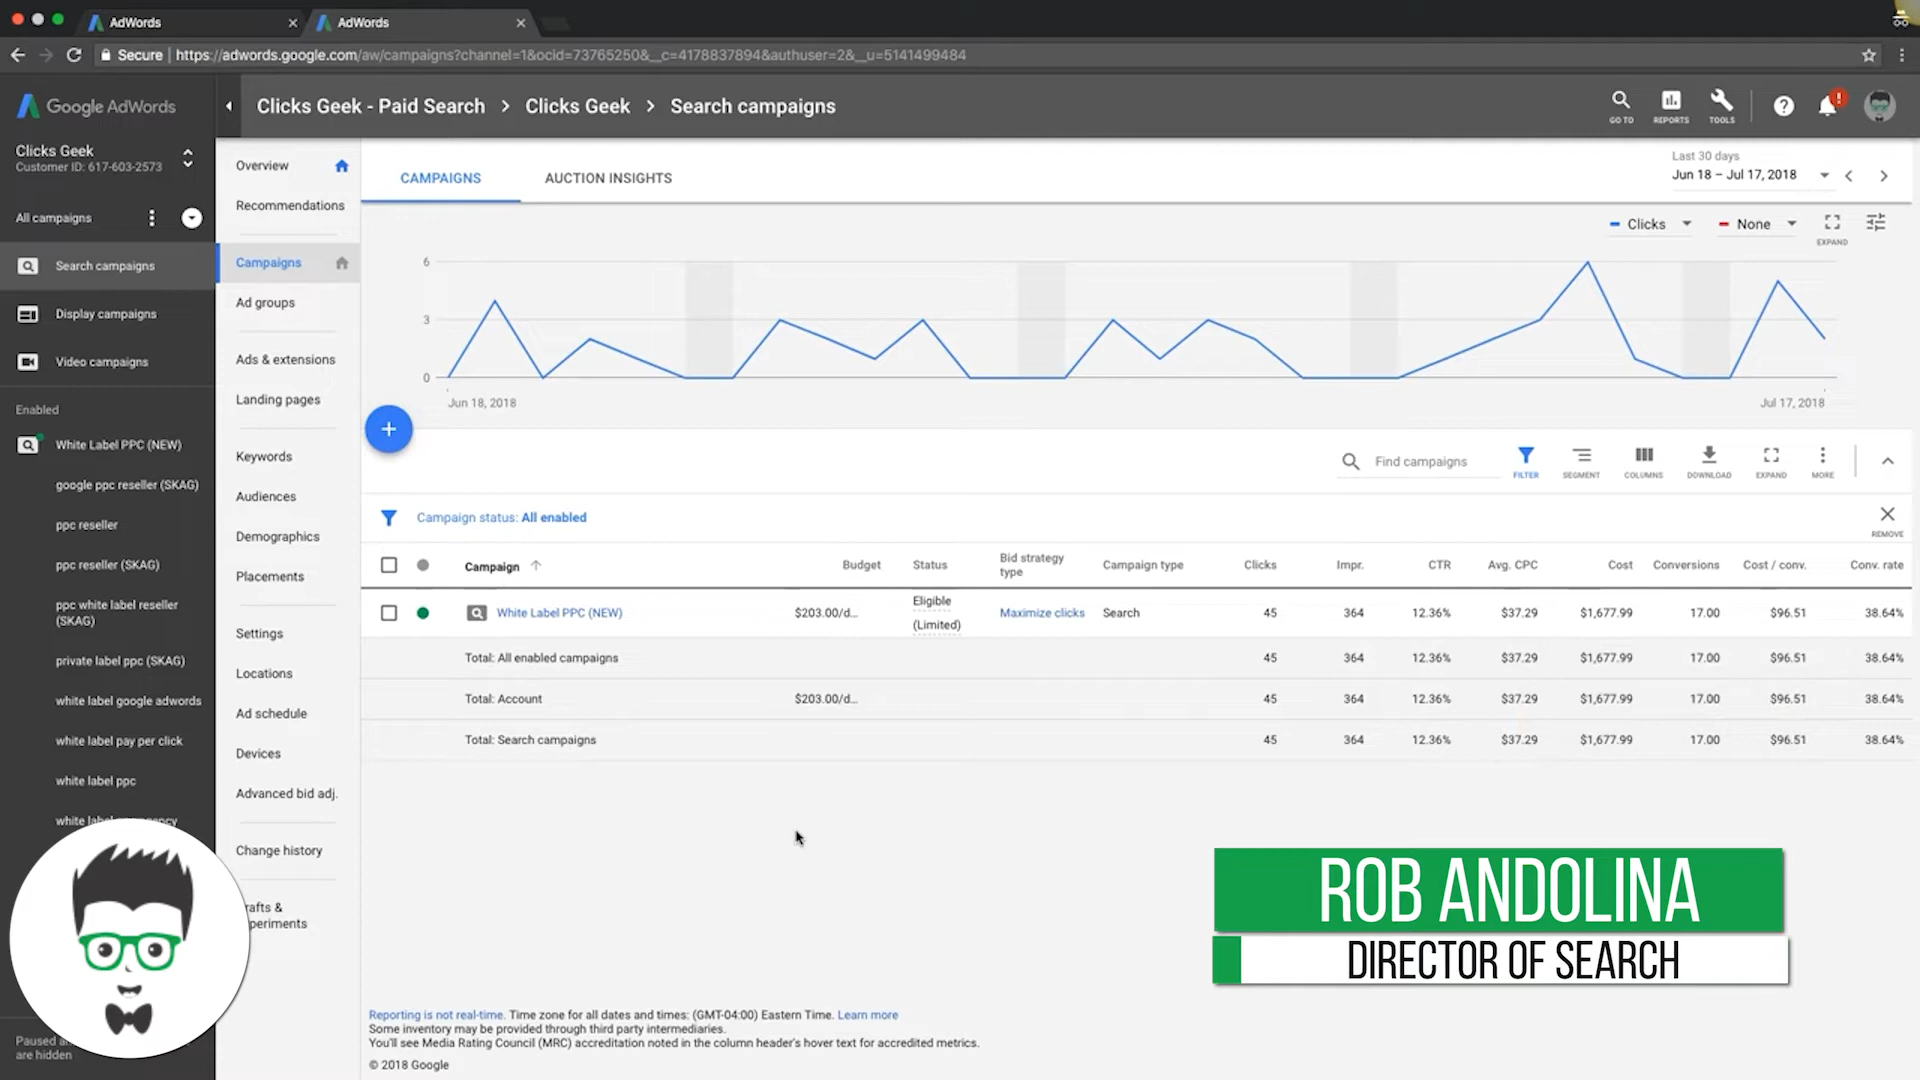 AdWords
AdWords
Secure https://adwords.google.com/aw/campaigns?channel=1&ocid=73765250&__c=4178837894&authuser=2&__u=5141499484
Google AdWords
Clicks Geek - Paid Search > Clicks Geek > Search campaigns
GO TO
REPORTS
TOOLS
Clicks Geek
Customer ID: 617-603-2573
All campaigns
Search campaigns
Display campaigns
Video campaigns
Enabled
White Label PPC (NEW)
google ppc reseller (SKAG)
ppc reseller
ppc reseller (SKAG)
ppc white label reseller
(SKAG)
private label ppc (SKAG)
white label google adwords
white label pay per click
white label ppc
white label
Paused
are hidden
Overview
Recommendations
Campaigns
Ad groups
Ads & extensions
Landing pages
Keywords
Audiences
Demographics
Placements
Settings
Locations
Ad schedule
Devices
Advanced bid adj.
Change history
rafts &
periments
CAMPAIGNS
AUCTION INSIGHTS
Last 30 days
Jun 18 – Jul 17, 2018
Clicks
None
EXPAND
6
3
0
Jun 18, 2018
Jul 17, 2018
Find campaigns
FILTER
SEGMENT
COLUMNS
DOWNLOAD
EXPAND
MORE
Campaign status: All enabled
REMOVE
Campaign Budget Status Bid strategy type Campaign type Clicks Impr. CTR Avg. CPC Cost Conversions Cost / conv. Conv. rate
White Label PPC (NEW) $203.00/d... Eligible (Limited) Maximize clicks Search 45 364 12.36% $37.29 $1,677.99 17.00 $96.51 38.64%
Total: All enabled campaigns 45 364 12.36% $37.29 $1,677.99 17.00 $96.51 38.64%
Total: Account $203.00/d... 45 364 12.36% $37.29 $1,677.99 17.00 $96.51 38.64%
Total: Search campaigns 45 364 12.36% $37.29 $1,677.99 17.00 $96.51 38.64%
ROB ANDOLINA
DIRECTOR OF SEARCH
Reporting is not real-time. Time zone for all dates and times: (GMT-04:00) Eastern Time. Learn more
Some inventory may be provided through third party intermediaries.
You'll see Media Rating Council (MRC) accreditation noted in the column header's hover text for accredited metrics.
© 2018 Google